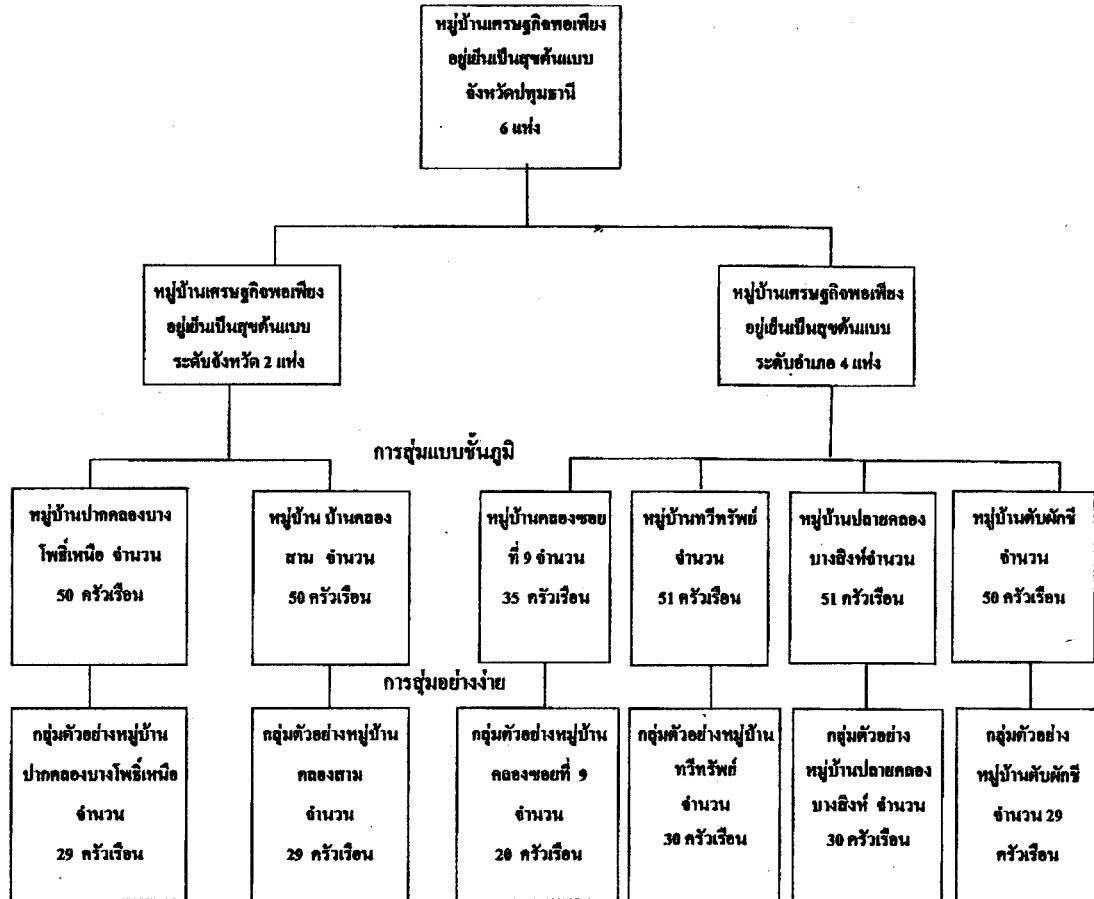 หมู่บ้านเศรษฐกิจพอเพียง
อยู่เย็นเป็นสุขต้นแบบ
จังหวัดปทุมธานี
6 แห่ง
หมู่บ้านเศรษฐกิจพอเพียง
อยู่เย็นเป็นสุขต้นแบบ
ระดับจังหวัด 2 แห่ง
หมู่บ้านเศรษฐกิจพอเพียง
อยู่เย็นเป็นสุขต้นแบบ
ระดับอำเภอ 4 แห่ง
การสุ่มแบบชั้นภูมิ
หมู่บ้านปากคลองบาง
โพธิ์เหนือ จำนวน
50 ครัวเรือน
หมู่บ้าน บ้านคลอง
สาม จำนวน
50 ครัวเรือน
หมู่บ้านคลองซอย
ที่ 9 จำนวน
35 ครัวเรือน
หมู่บ้านทวีทรัพย์
จำนวน
51 ครัวเรือน
หมู่บ้านปลายคลอง
บางสิงห์จำนวน
51 ครัวเรือน
หมู่บ้านดับผักชี
จำนวน
50 ครัวเรือน
การสุ่มอย่างง่าย
กลุ่มตัวอย่างหมู่บ้าน
ปากคลองบางโพธิ์เหนือ
จำนวน
29 ครัวเรือน
กลุ่มตัวอย่างหมู่บ้าน
คลองสาม
จำนวน
29 ครัวเรือน
กลุ่มตัวอย่างหมู่บ้าน
คลองซอยที่ 9
จำนวน
20 ครัวเรือน
กลุ่มตัวอย่างหมู่บ้าน
ทวีทรัพย์
จำนวน
30 ครัวเรือน
กลุ่มตัวอย่าง
หมู่บ้านปลายคลอง
บางสิงห์ จำนวน
30 ครัวเรือน
กลุ่มตัวอย่าง
หมู่บ้านดับผักชี
จำนวน 29
ครัวเรือน